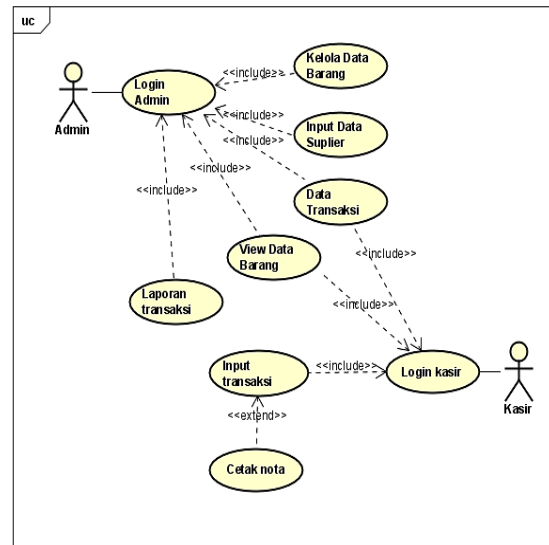 uc
Kelola Data
Barang
<<include>>
Login
Admin
Admin
Input Data
Suplier
<<include>>
<<include>>
<<include>>
<<include>>
Data
Transaksi
View Data
Barang
<<include>>
Laporan
transaksi
<<include>>
Input
transaksi
<<include>>
Login kasir
Kasir
<<extend>>
Cetak nota